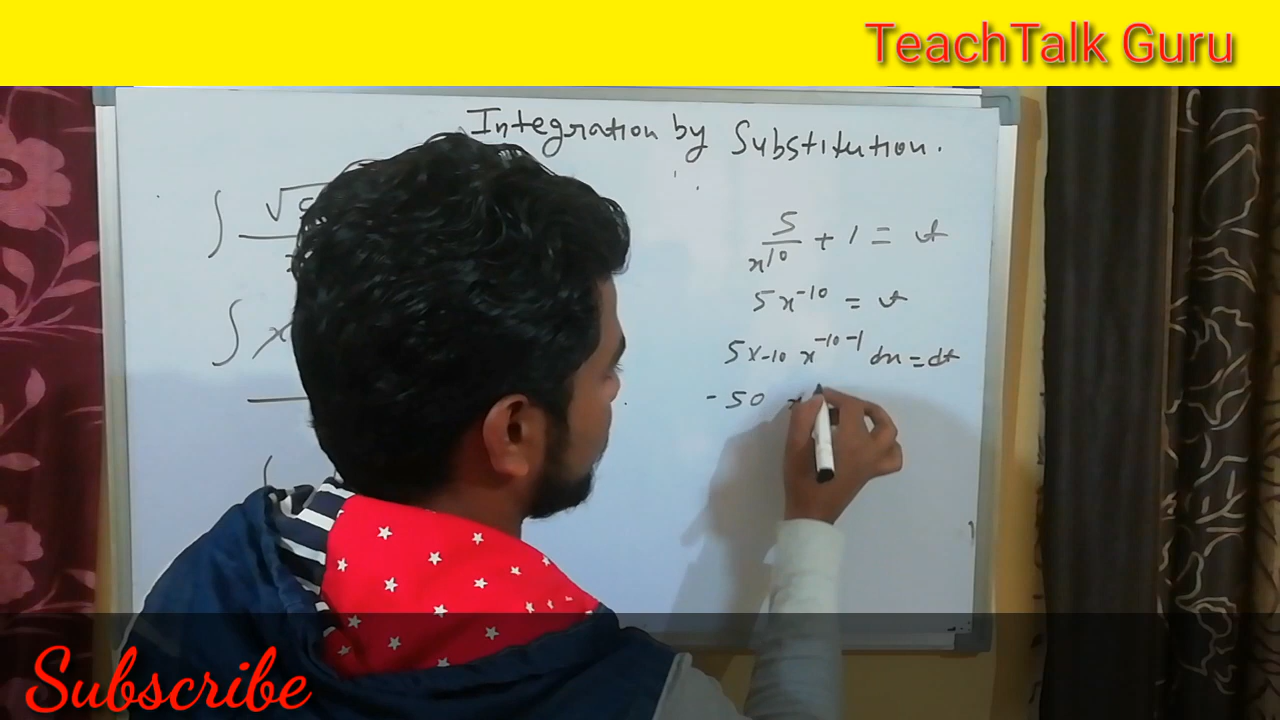 TeachTalk Guru
Integration by Substitution.
∫ √
5/x¹⁰ + 1 = t
5x⁻¹⁰ = t
∫ x
5×-10 x⁻¹⁰⁻¹ dx = dt
-50 x
Subscribe